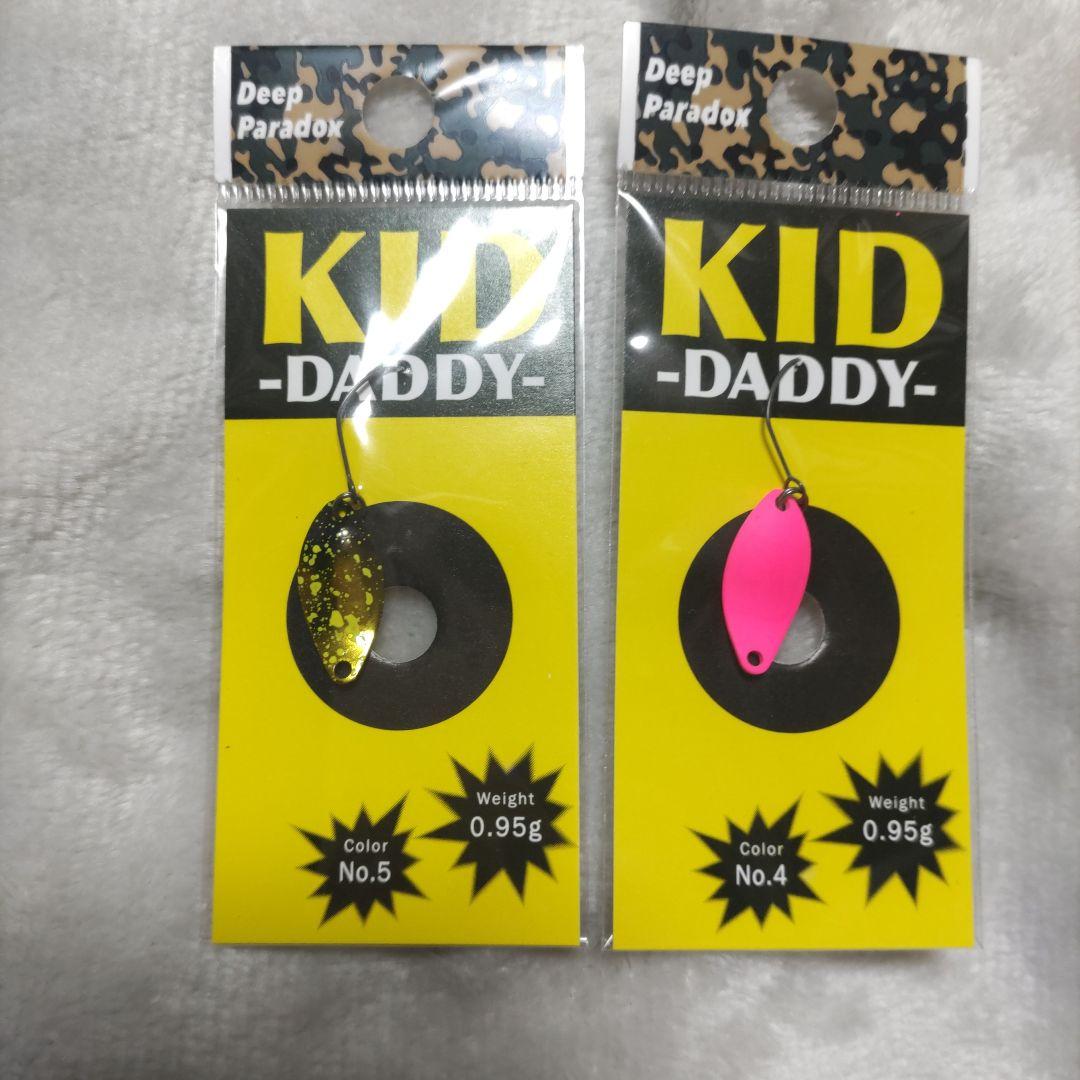 Deep
Paradox
KID
-DADDY-
Weight
0.95g
Color
No.5
Deep
Paradox
KID
-DADDY-
Weight
0.95g
Color
No.4